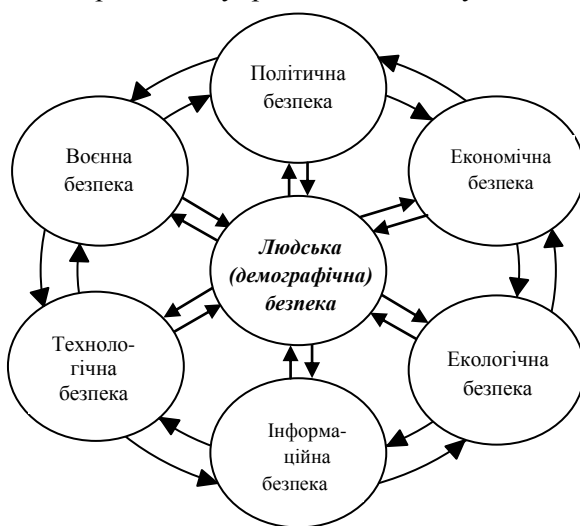 Політична
безпека
Воєнна
безпека
Економічна
безпека
Людська
(демографічна)
безпека
Техноло-
гічна
безпека
Екологічна
безпека
Інформа-
ційна
безпека